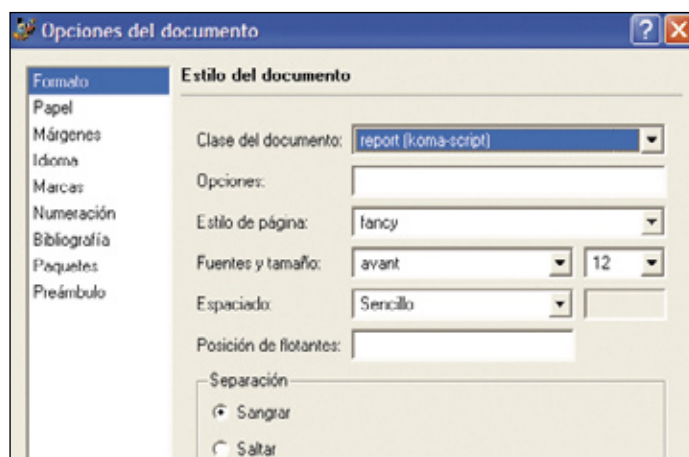 Opciones del documento ?
Formato
Papel
Márgenes
Idioma
Marcas
Numeración
Bibliografía
Paquetes
Preámbulo
Estilo del documento
Clase del documento: report (koma-script)
Opciones:
Estilo de página: fancy
Fuentes y tamaño: avant 12
Espaciado: Sencillo
Posición de flotantes:
Separación
Sangrar
Saltar